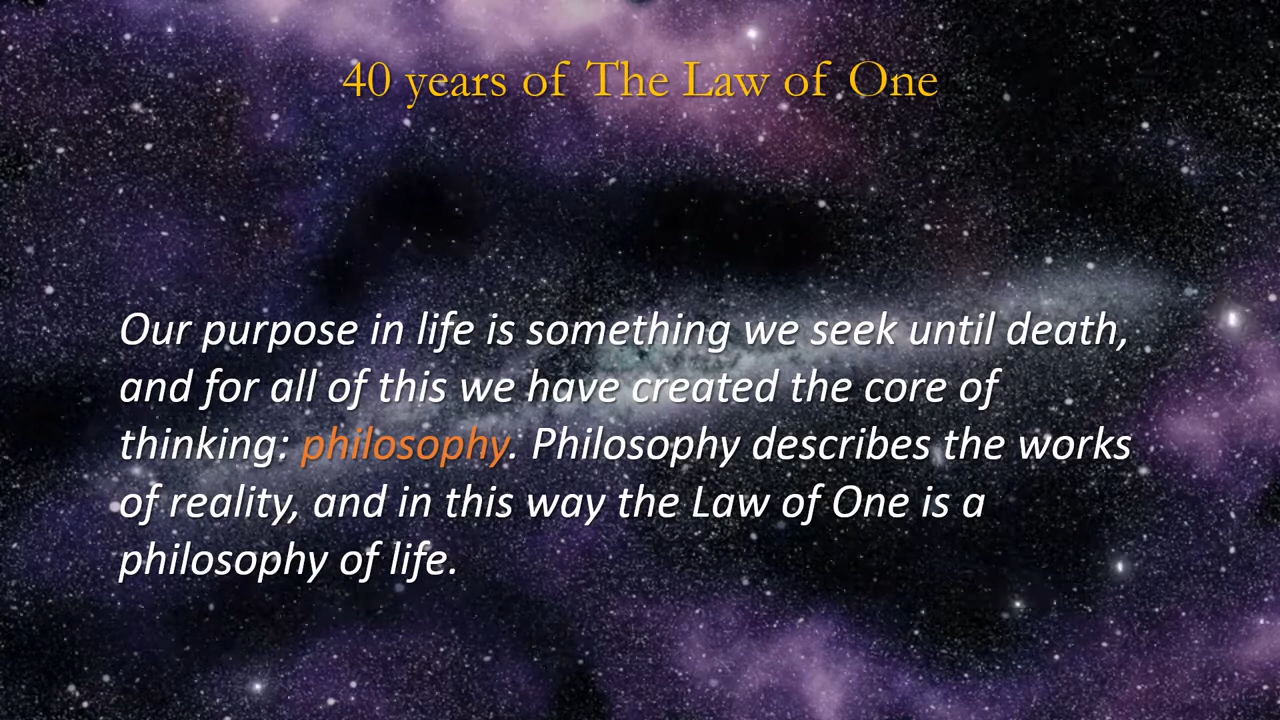 40 years of The Law of One
Our purpose in life is something we seek until death,
and for all of this we have created the core of
thinking: philosophy. Philosophy describes the works
of reality, and in this way the Law of One is a
philosophy of life.